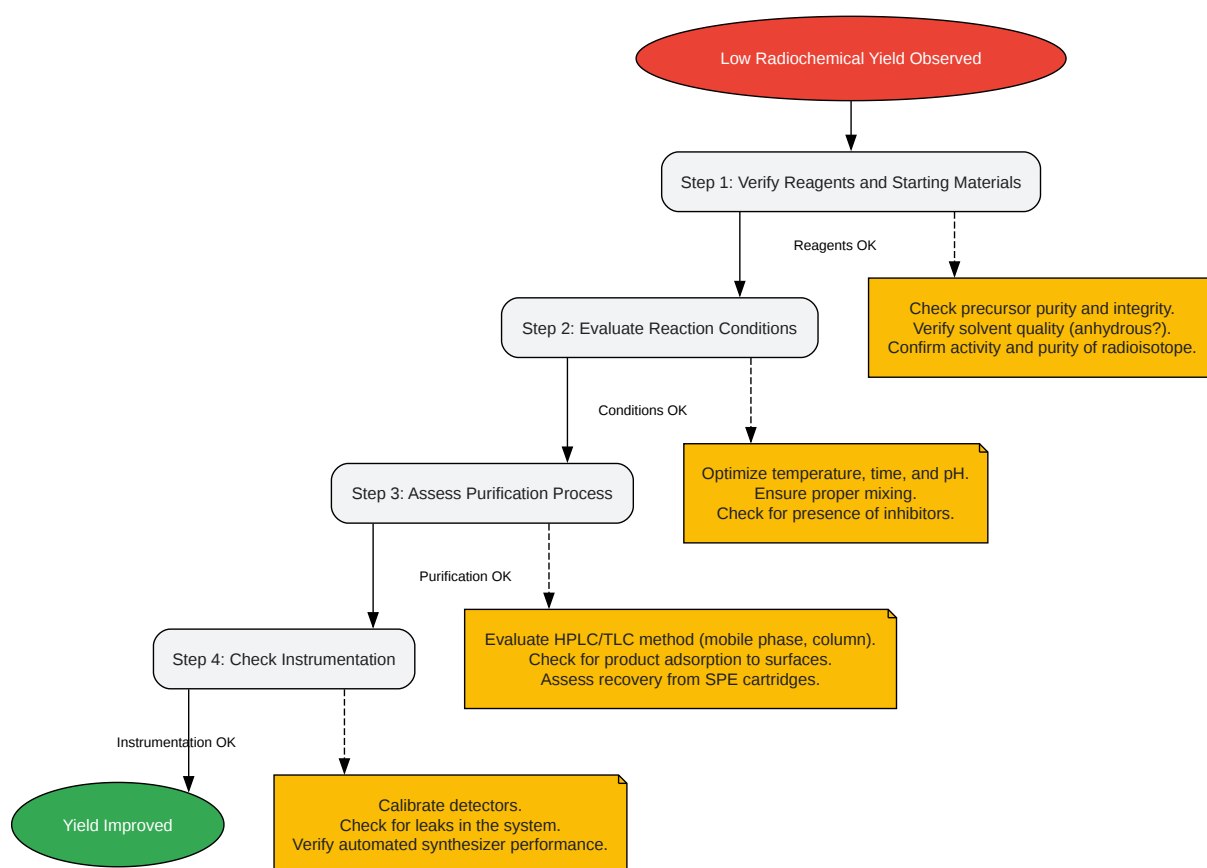 Low Radiochemical Yield Observed
Step 1: Verify Reagents and Starting Materials
Reagents OK
Check precursor purity and integrity.
Verify solvent quality (anhydrous?).
Confirm activity and purity of radioisotope.
Step 2: Evaluate Reaction Conditions
Conditions OK
Optimize temperature, time, and pH.
Ensure proper mixing.
Check for presence of inhibitors.
Step 3: Assess Purification Process
Purification OK
Evaluate HPLC/TLC method (mobile phase, column).
Check for product adsorption to surfaces.
Assess recovery from SPE cartridges.
Step 4: Check Instrumentation
Instrumentation OK
Calibrate detectors.
Check for leaks in the system.
Verify automated synthesizer performance.
Yield Improved